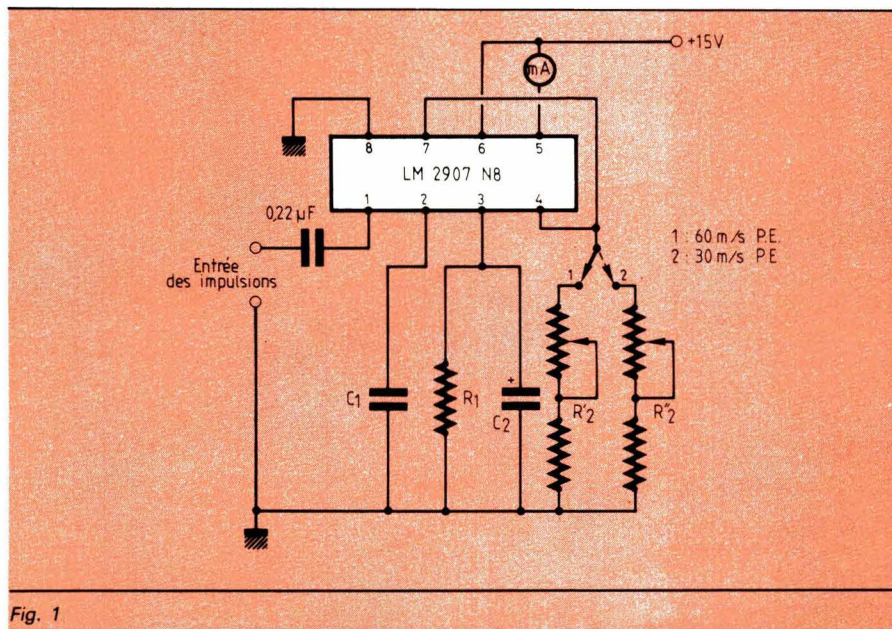 +15V
mA
8 7 6 5
LM 2907 N8
1 2 3 4
0,22 µF
Entrée
des impulsions
1 : 60 m/s P.E.
2 : 30 m/s P.E
1 2
C1
R1
+
C2
R'2
R"2
Fig. 1